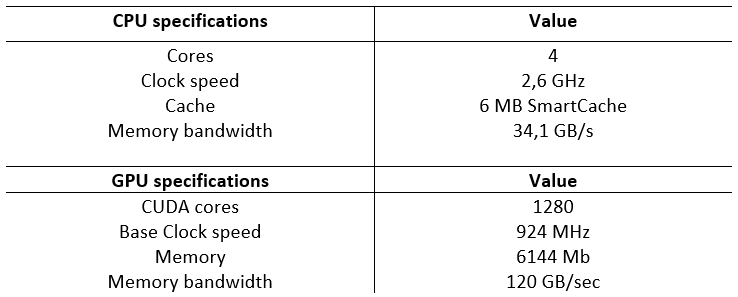 CPU specifications Value
Cores 4
Clock speed 2,6 GHz
Cache 6 MB SmartCache
Memory bandwidth 34,1 GB/s
GPU specifications Value
CUDA cores 1280
Base Clock speed 924 MHz
Memory 6144 Mb
Memory bandwidth 120 GB/sec